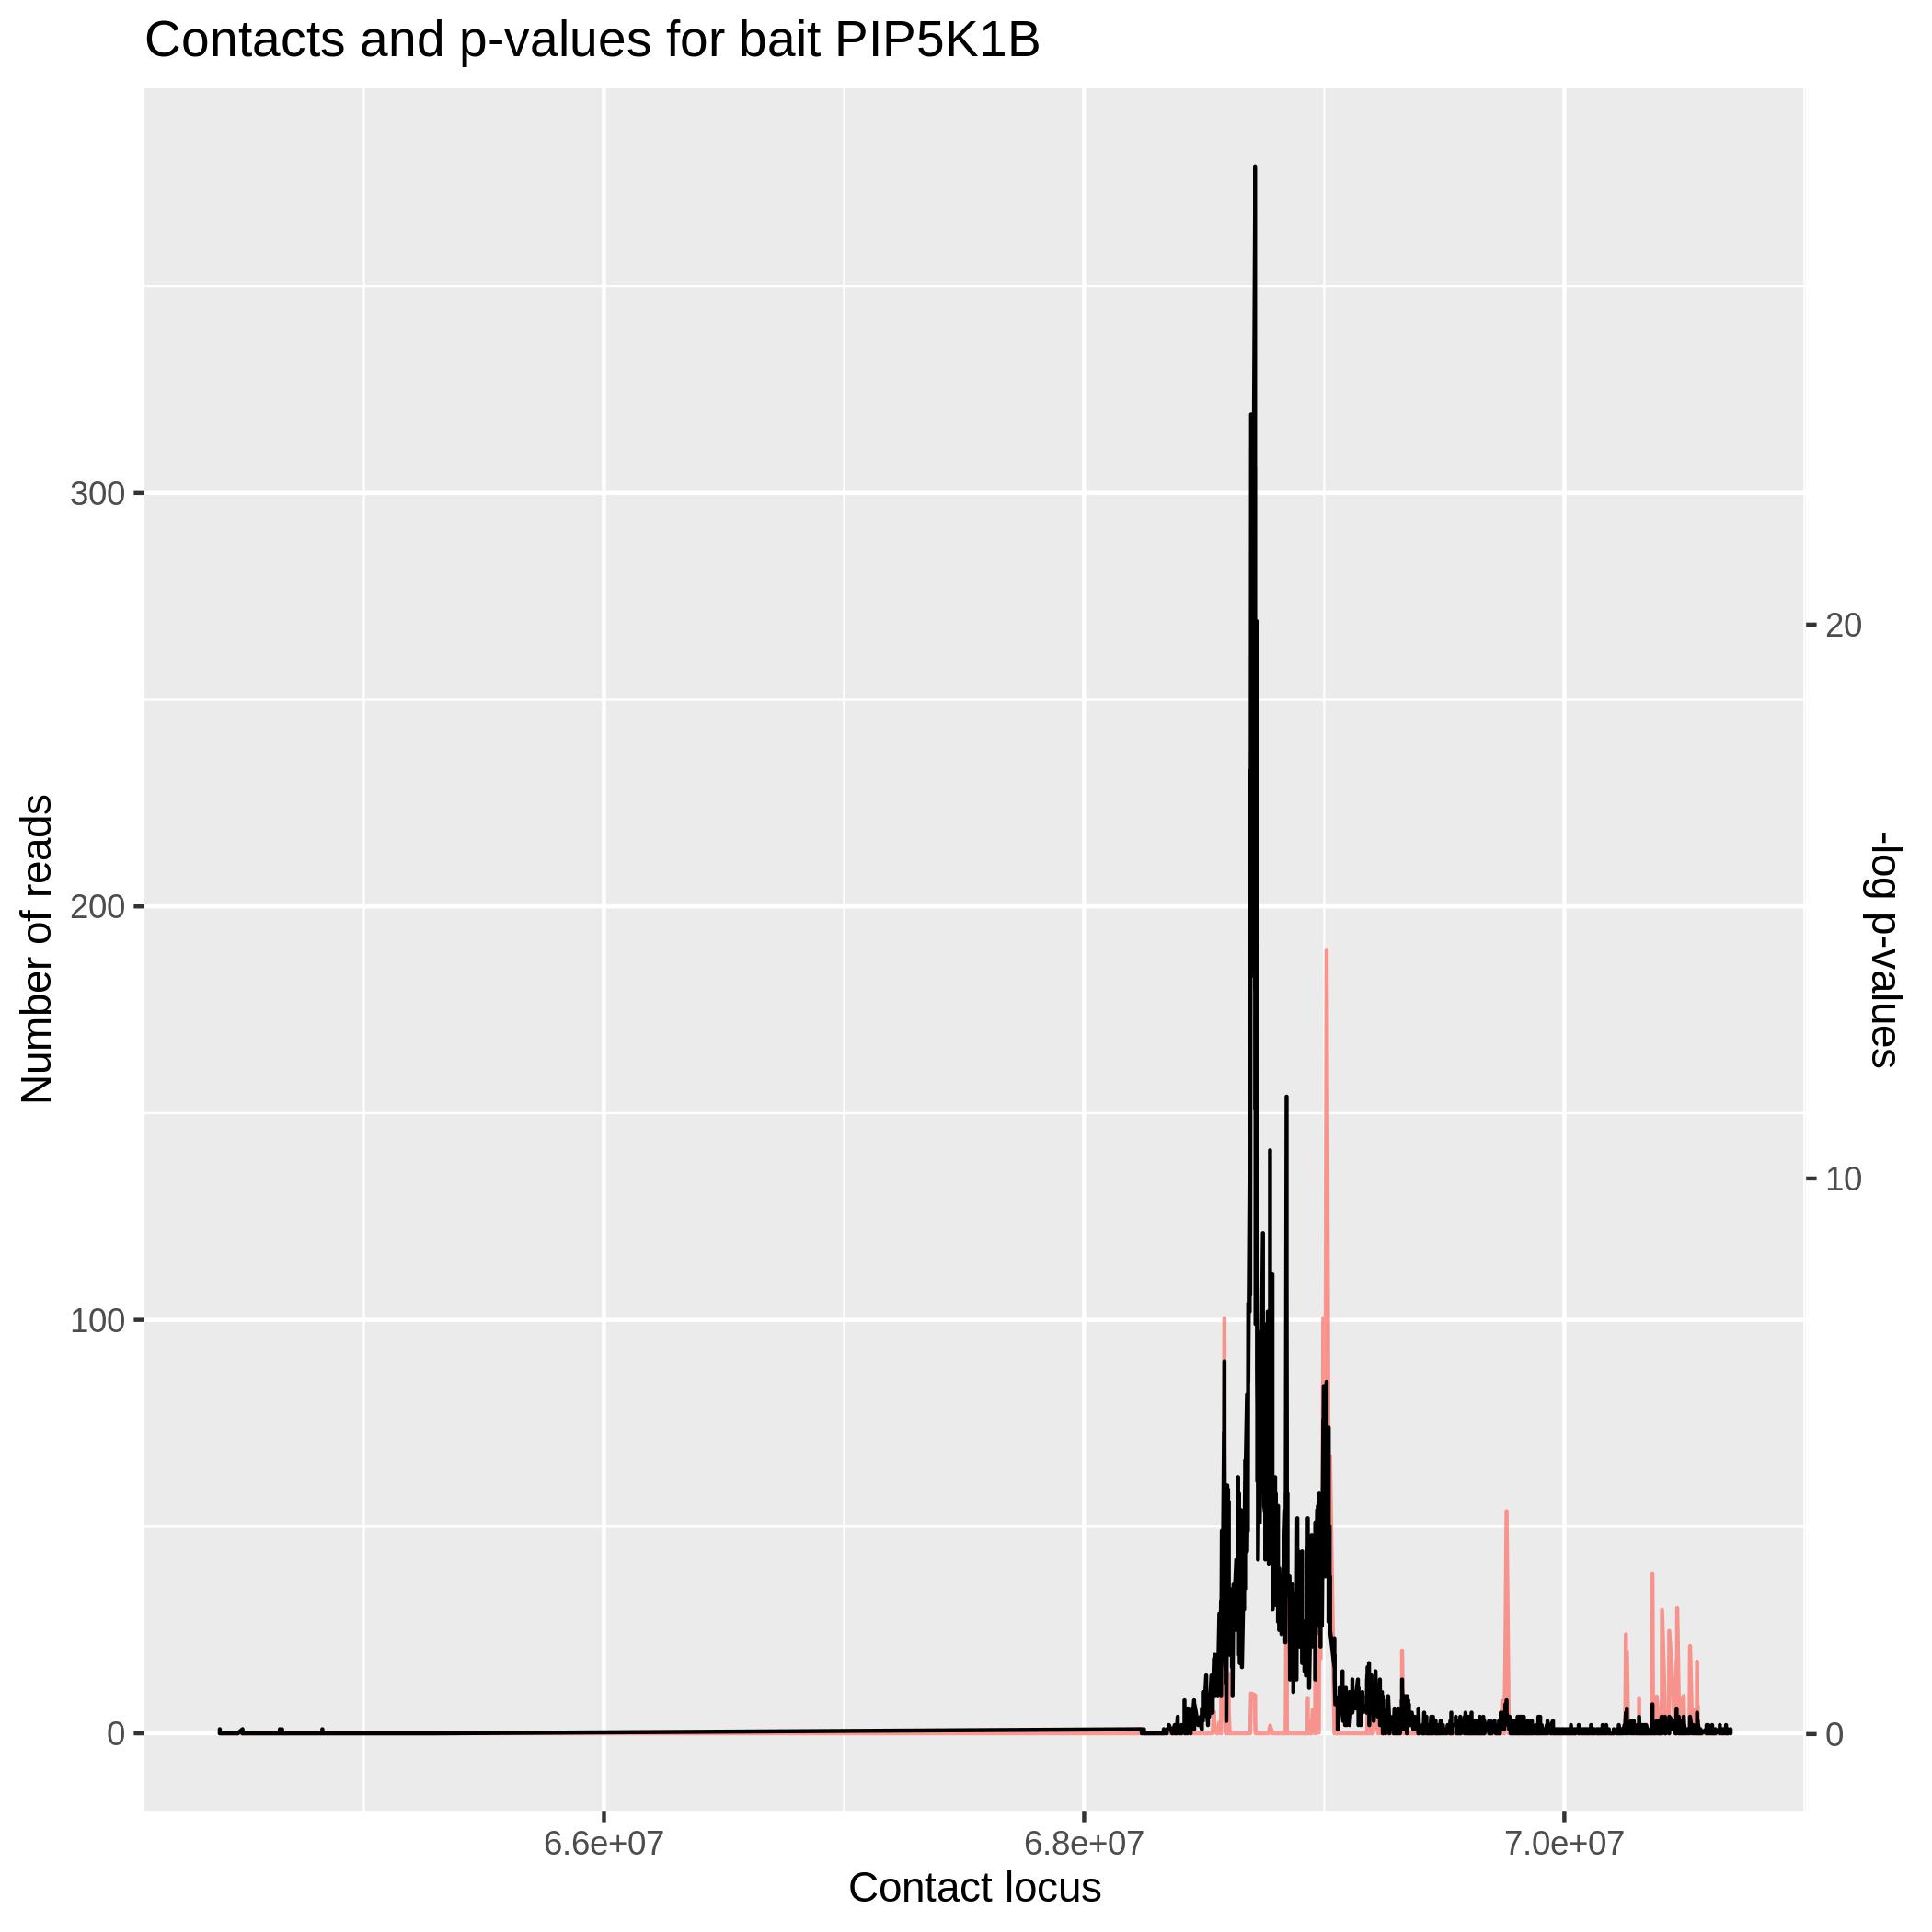 Contacts and p-values for bait PIP5K1B
300
200
100
0
Number of reads
20
10
0
-log p-values
6.6e+07
6.8e+07
7.0e+07
Contact locus